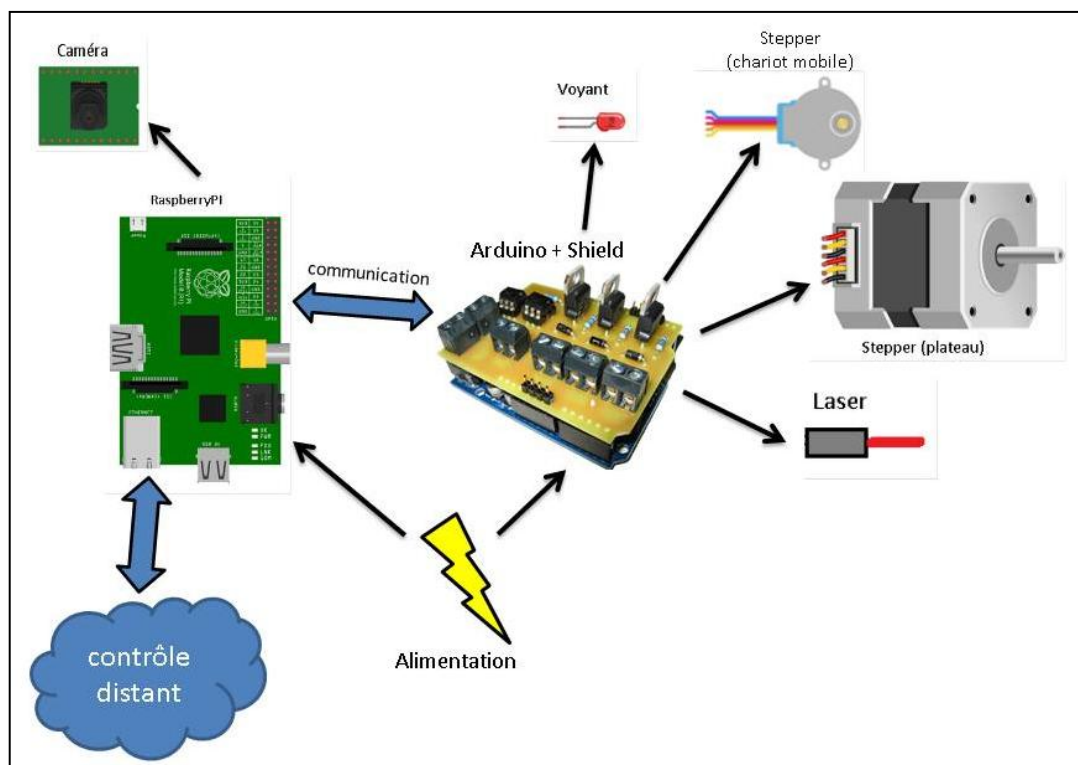 Caméra
Stepper
(chariot mobile)
Voyant
RaspberryPI
Arduino + Shield
communication
Stepper (plateau)
Laser
Alimentation
contrôle
distant